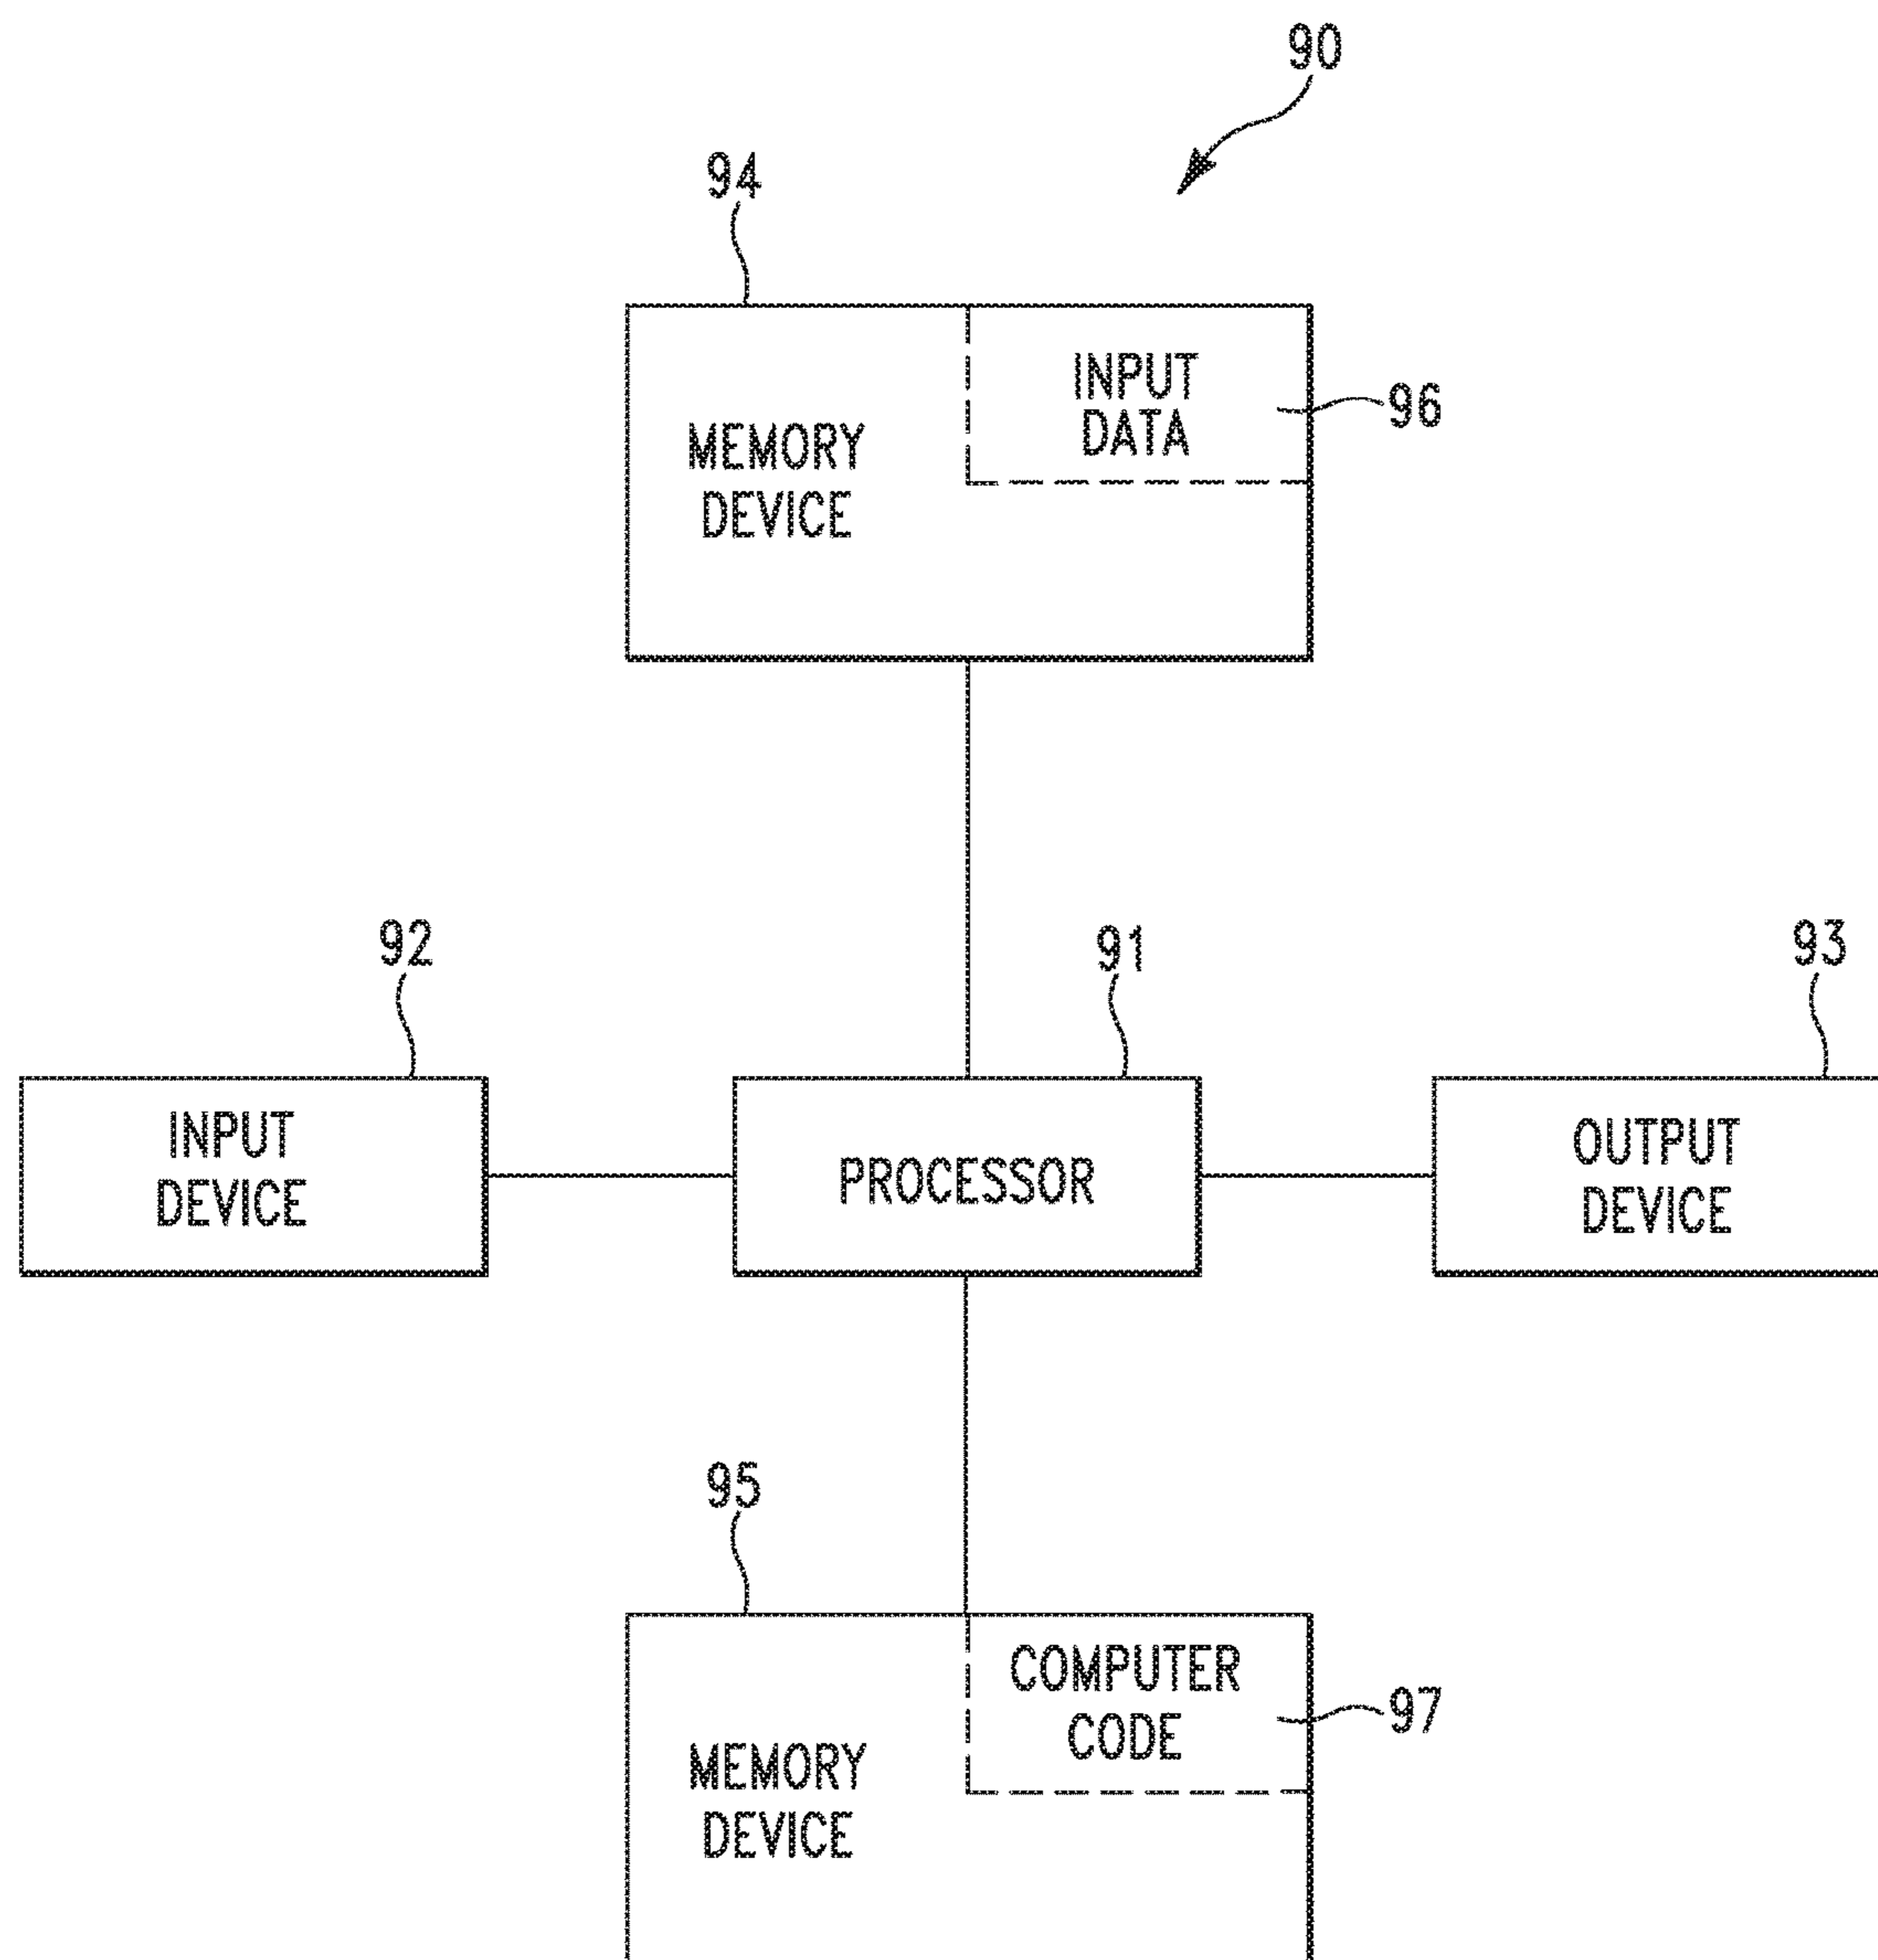 90
94
INPUT
DATA
96
MEMORY
DEVICE
92
91
93
INPUT
DEVICE
PROCESSOR
OUTPUT
DEVICE
95
COMPUTER
CODE
97
MEMORY
DEVICE